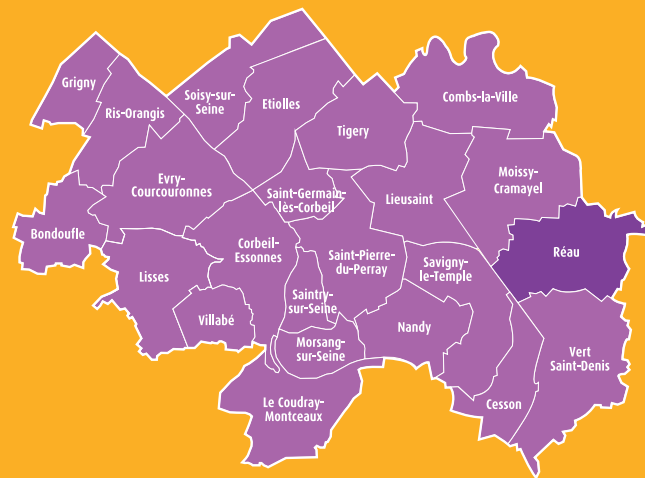 Grigny
Ris-Orangis
Soisy-sur-
Seine
Etiolles
Tigery
Combs-la-Ville
Evry-
Courcouronnes
Saint-Germain-
lès-Corbeil
Lieusaint
Moissy-
Cramayel
Bondoufle
Lisses
Corbeil-
Essonnes
Saint-Pierre-
du-Perray
Savigny-
le-Temple
Réau
Villabé
Saintry-
sur-Seine
Morsang-
sur-Seine
Nandy
Vert
Saint-Denis
Le Coudray-
Montceaux
Cesson